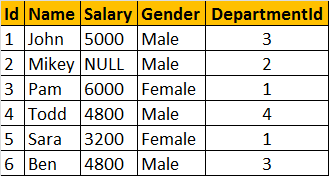 Id Name Salary Gender DepartmentId
1 John 5000 Male 3
2 Mikey NULL Male 2
3 Pam 6000 Female 1
4 Todd 4800 Male 4
5 Sara 3200 Female 1
6 Ben 4800 Male 3